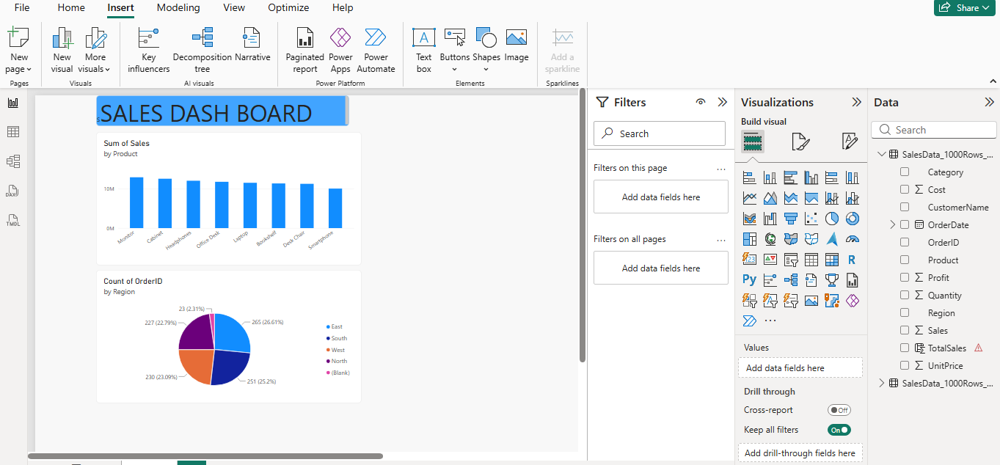 File Home Insert Modeling View Optimize Help Share
New page
New visual
More visuals
Key influencers
Decomposition tree
Narrative
Paginated report
Power Apps
Power Automate
Text box
Buttons
Shapes
Image
Add a sparkline
Pages Visuals AI visuals Power Platform Elements Sparklines
SALES DASH BOARD
Sum of Sales
by Product
10M
0M
Monitor
Cabinet
Headphones
Office Desk
Laptop
Bookshelf
Desk Chair
Smartphone
Count of OrderID
by Region
23 (2.31%)
227 (22.79%)
265 (26.61%)
230 (23.09%)
251 (25.2%)
East
South
West
North
(Blank)
Filters
Search
Filters on this page ...
Add data fields here
Filters on all pages ...
Add data fields here
Visualizations
Build visual
123
R
Py
...
Values
Add data fields here
Drill through
Cross-report Off
Keep all filters On
Add drill-through fields here
Data
Search
SalesData_1000Rows_...
Category
Cost
CustomerName
OrderDate
OrderID
Product
Profit
Quantity
Region
Sales
TotalSales
UnitPrice
SalesData_1000Rows_...
DAX
TMDL